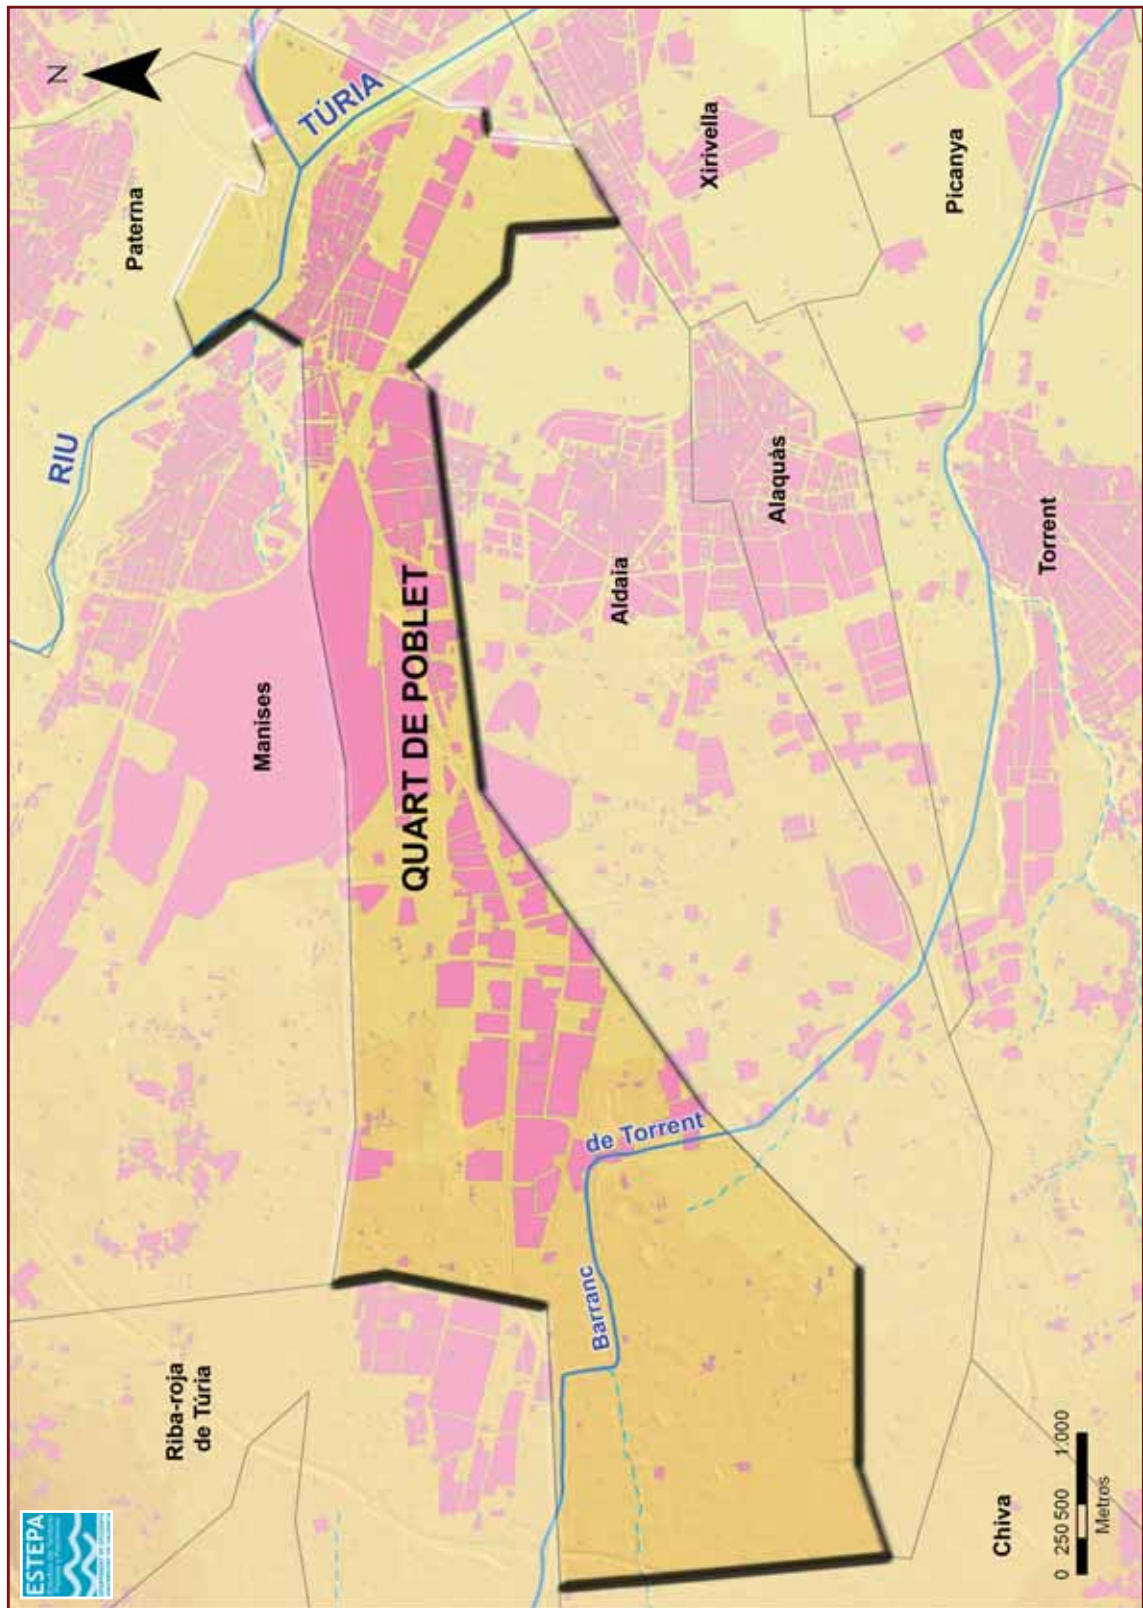 N
Paterna
TÚRIA
RIU
Xirivella
Picanya
Manises
QUART DE POBLET
Aldaia
Alaquàs
Torrent
Riba-roja
de Túria
Barranc
de Torrent
Chiva
0 250 500 1.000
Metros
ESTEPA